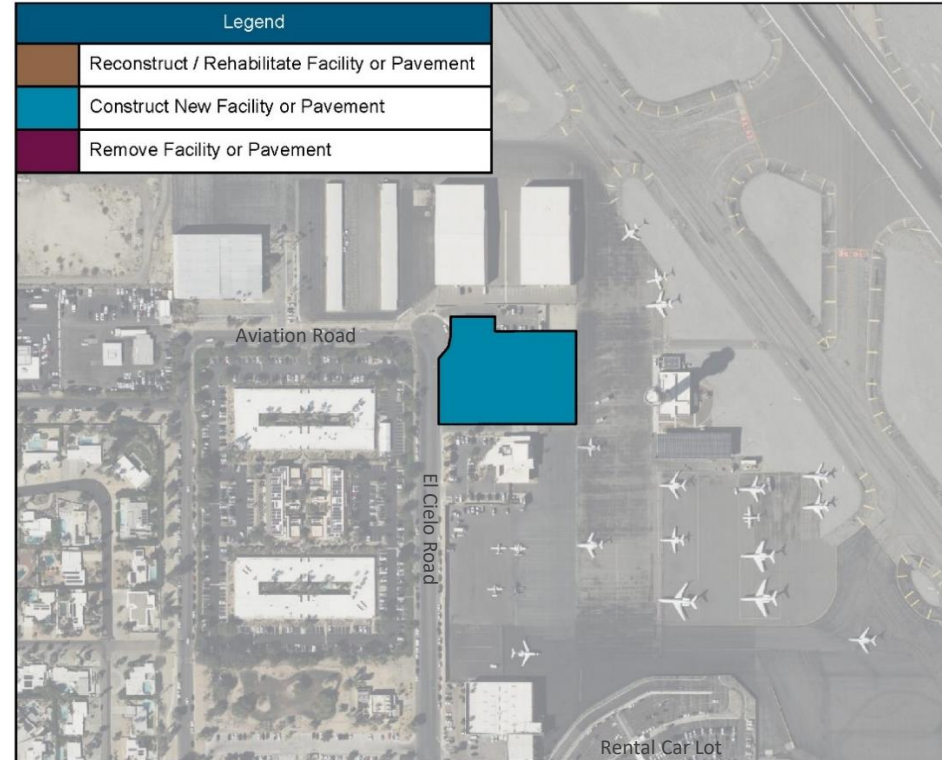 Legend
Reconstruct / Rehabilitate Facility or Pavement
Construct New Facility or Pavement
Remove Facility or Pavement
Aviation Road
El Cielo Road
Rental Car Lot